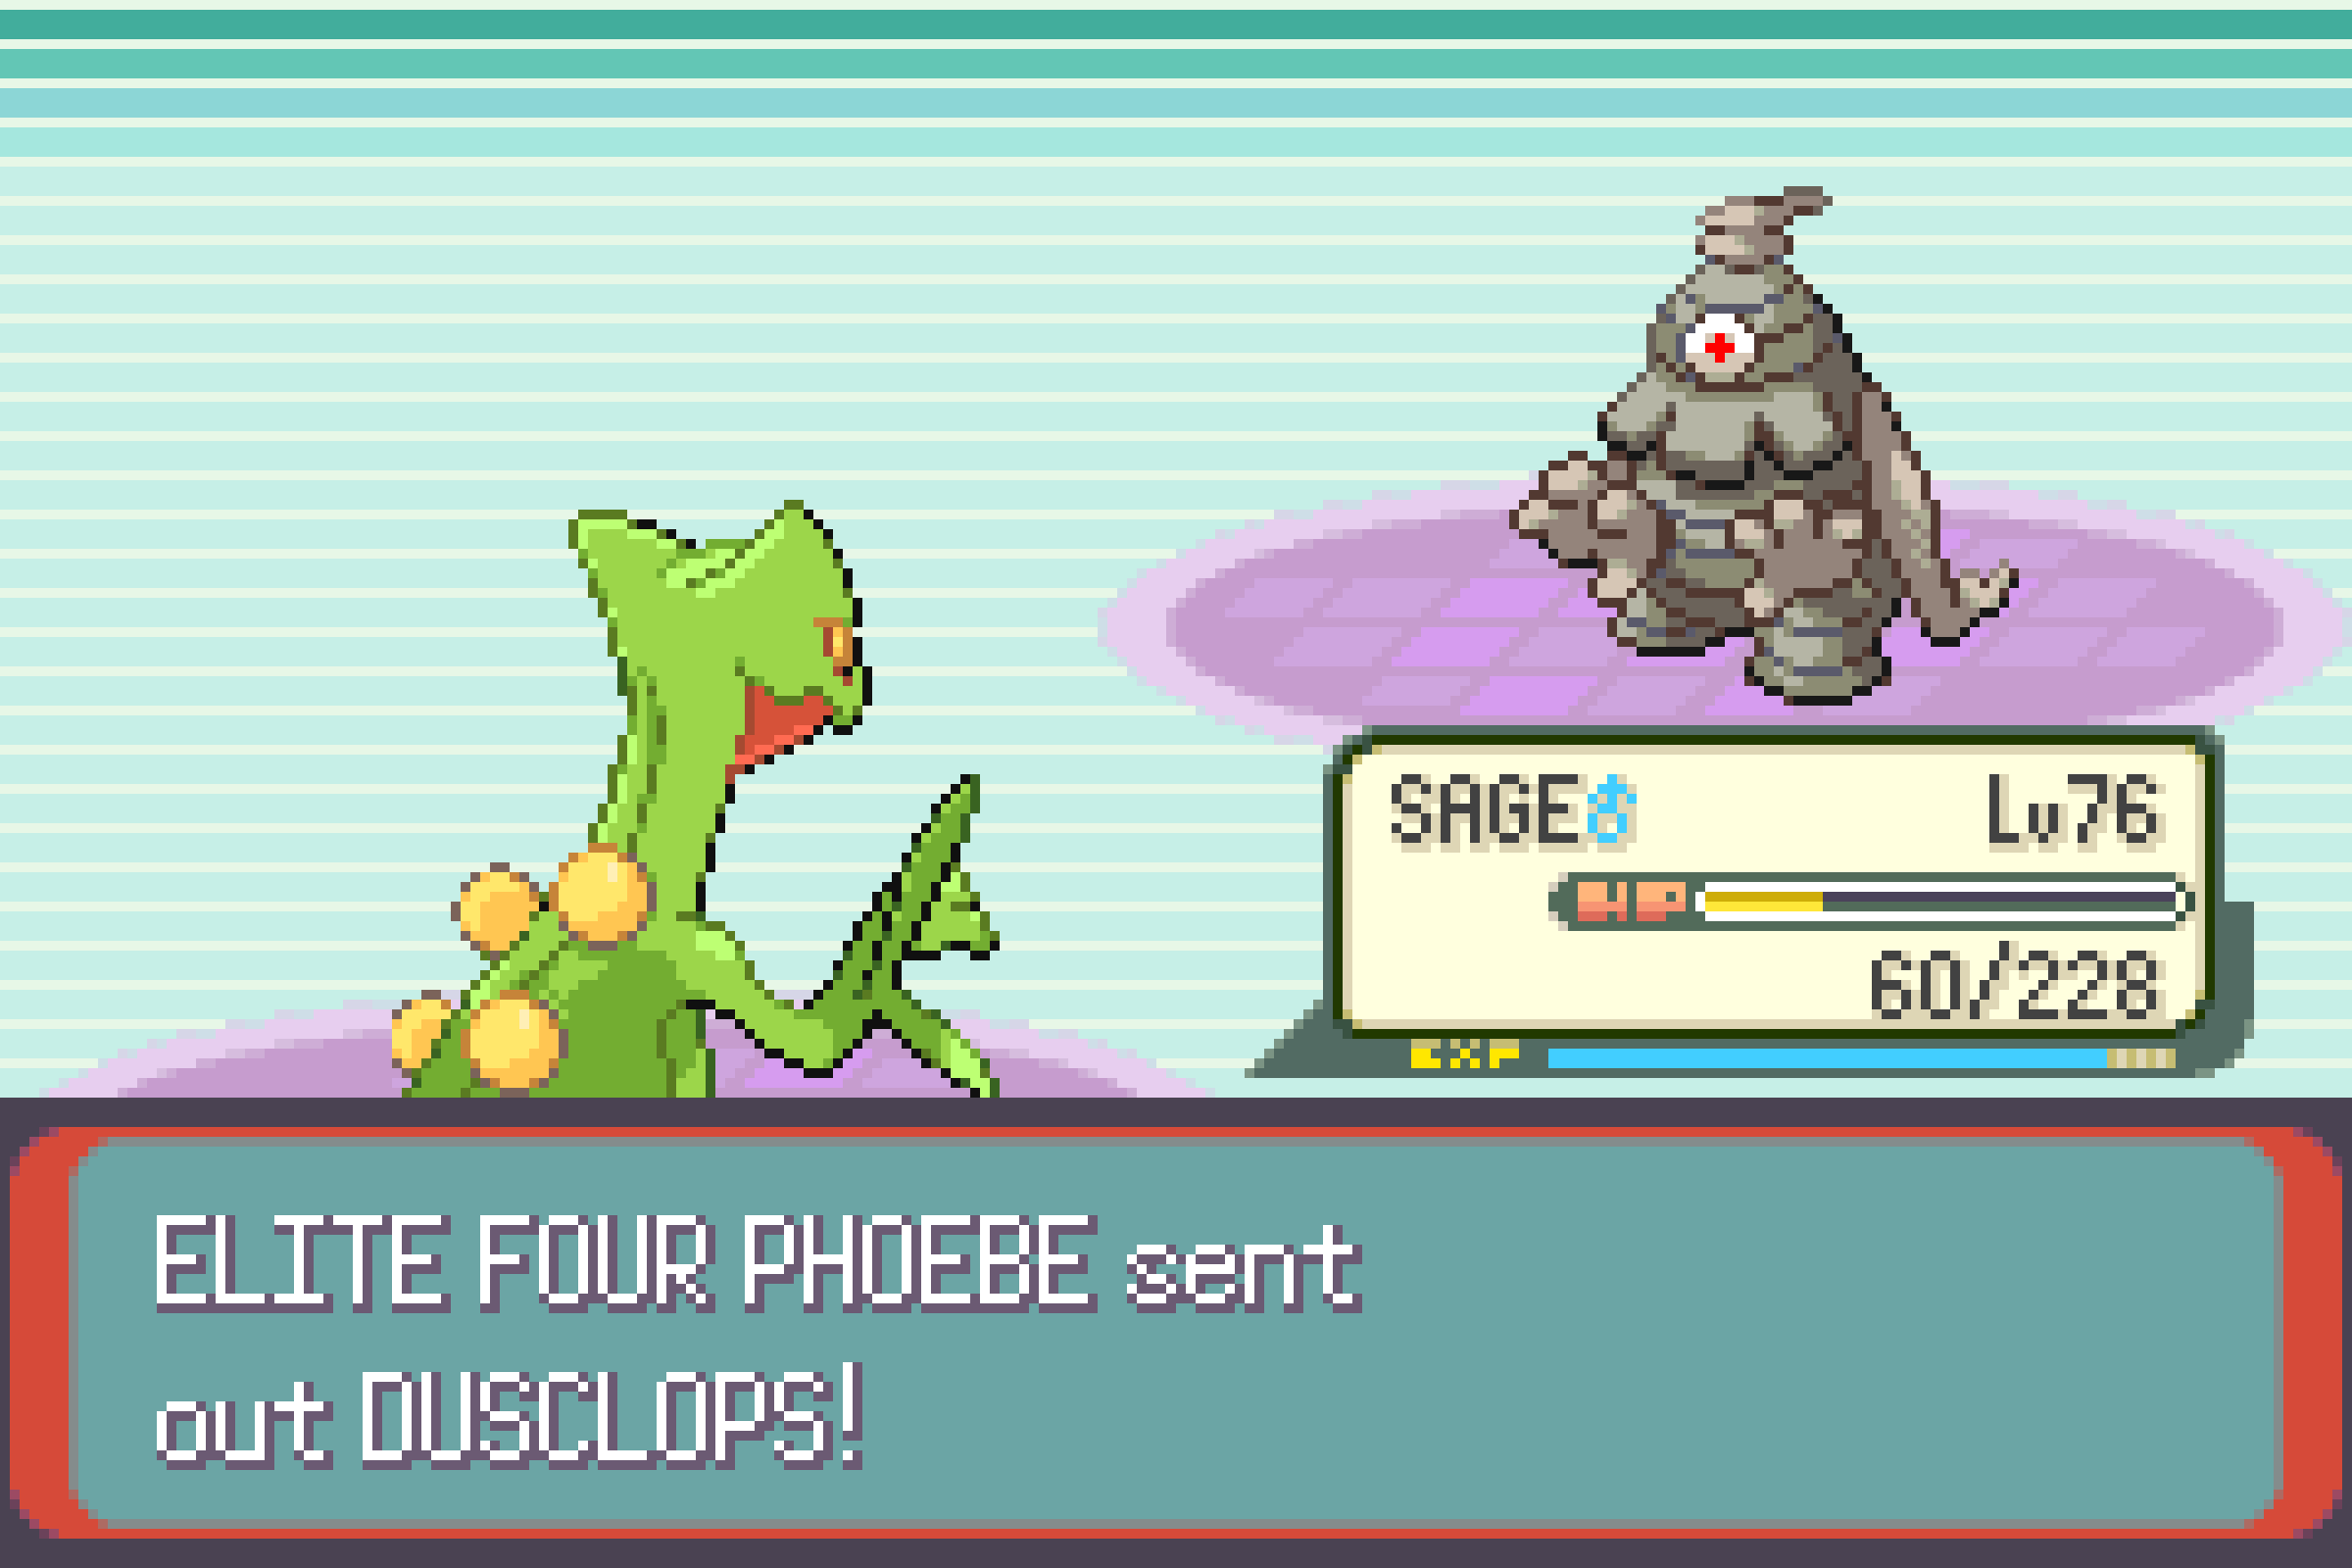 SAGE♂ Lv76
HP
60/228
EXP
ELITE FOUR PHOEBE sent
out DUSCLOPS!